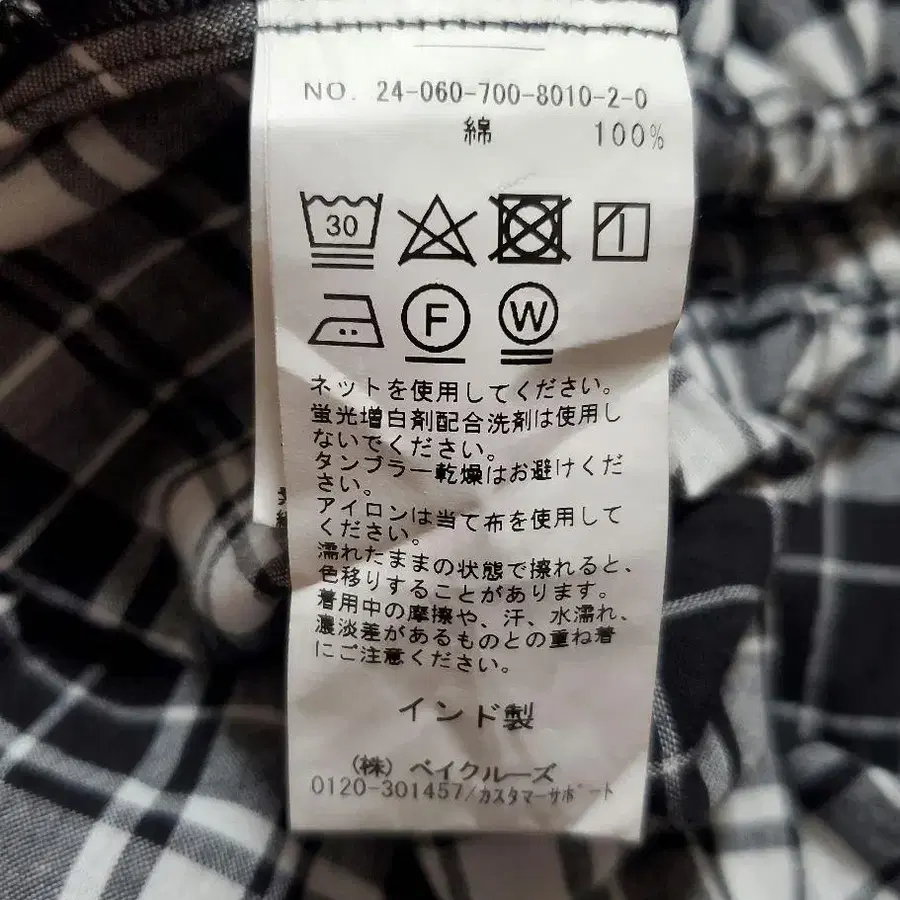 NO. 24-060-700-8010-2-0
綿 100%
30
F W
ネットを使用してください。
蛍光増白剤配合洗剤は使用し
ないでください。
タンブラー乾燥はお避けくだ
さい。
アイロンは当て布を使用して
ください。
濡れたままの状態で擦れると、
色移りすることがあります。
着用中の摩擦や、汗、水濡れ、
濃淡差があるものとの重ね着
にご注意ください。
インド製
(株) ベイクルーズ
0120-301457/カスタマーサポート